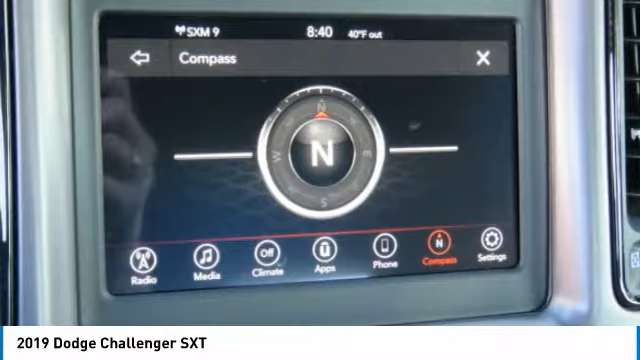 SXM 9 8:40 40°F out
Compass
N
W N E
S
Radio Media Off Climate Apps Phone N Compass Settings
2019 Dodge Challenger SXT